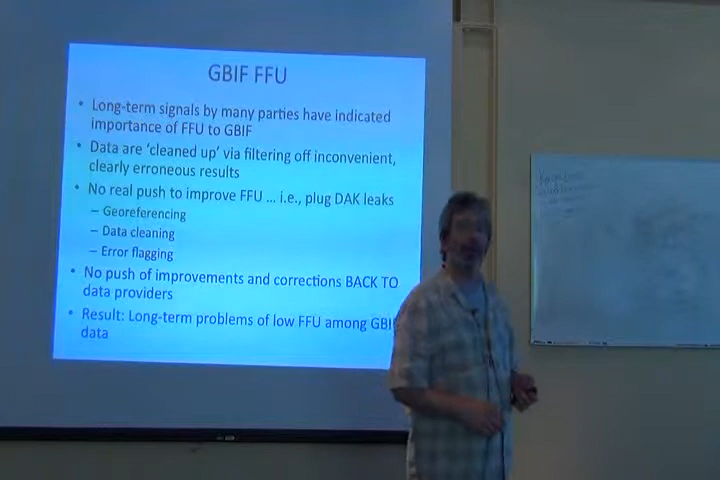 GBIF FFU
• Long-term signals by many parties have indicated
importance of FFU to GBIF
• Data are ‘cleaned up’ via filtering off inconvenient,
clearly erroneous results
• No real push to improve FFU ... i.e., plug DAK leaks
– Georeferencing
– Data cleaning
– Error flagging
• No push of improvements and corrections BACK TO
data providers
• Result: Long-term problems of low FFU among GBI
data